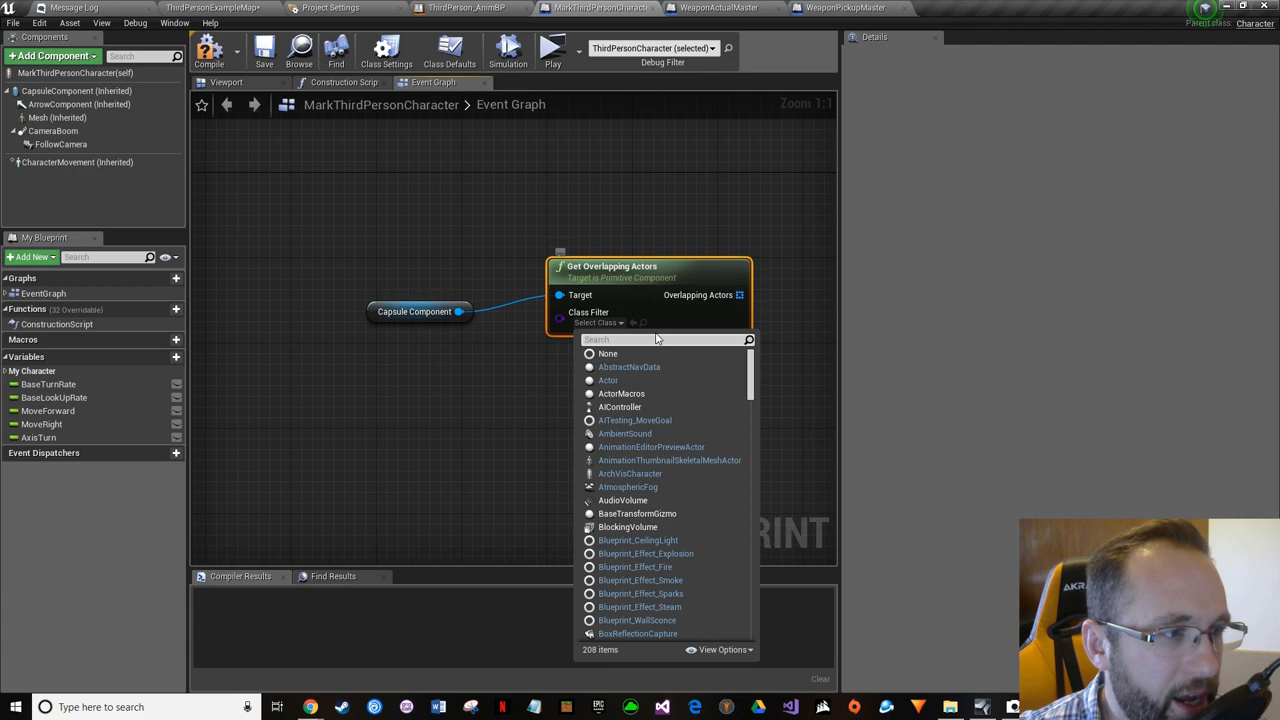 Message Log
ThirdPersonExampleMap*
Project Settings
ThirdPerson_AnimBP
MarkThirdPersonCharacte
WeaponActualMaster
WeaponPickupMaster
File
Edit
Asset
View
Debug
Window
Help
Parent class: Character
Components
Add Component
Search
MarkThirdPersonCharacter(self)
CapsuleComponent (Inherited)
ArrowComponent (Inherited)
Mesh (Inherited)
CameraBoom
FollowCamera
CharacterMovement (Inherited)
Compile
Save
Browse
Find
Class Settings
Class Defaults
Simulation
Play
ThirdPersonCharacter (selected)
Debug Filter
Details
Viewport
Construction Scrip
Event Graph
MarkThirdPersonCharacter > Event Graph
Zoom 1:1
My Blueprint
Add New
Search
Graphs
EventGraph
Functions (32 Overridable)
ConstructionScript
Macros
Variables
My Character
BaseTurnRate
BaseLookUpRate
MoveForward
MoveRight
AxisTurn
Event Dispatchers
Capsule Component
Get Overlapping Actors
Target is Primitive Component
Target
Overlapping Actors
Class Filter
Select Class
Search
None
AbstractNavData
Actor
ActorMacros
AIController
AITesting_MoveGoal
AmbientSound
AnimationEditorPreviewActor
AnimationThumbnailSkeletalMeshActor
ArchVisCharacter
AtmosphericFog
AudioVolume
BaseTransformGizmo
BlockingVolume
Blueprint_CeilingLight
Blueprint_Effect_Explosion
Blueprint_Effect_Fire
Blueprint_Effect_Smoke
Blueprint_Effect_Sparks
Blueprint_Effect_Steam
Blueprint_WallSconce
BoxReflectionCapture
208 items
View Options
RINT
Compiler Results
Find Results
Clear
Type here to search
AKRA